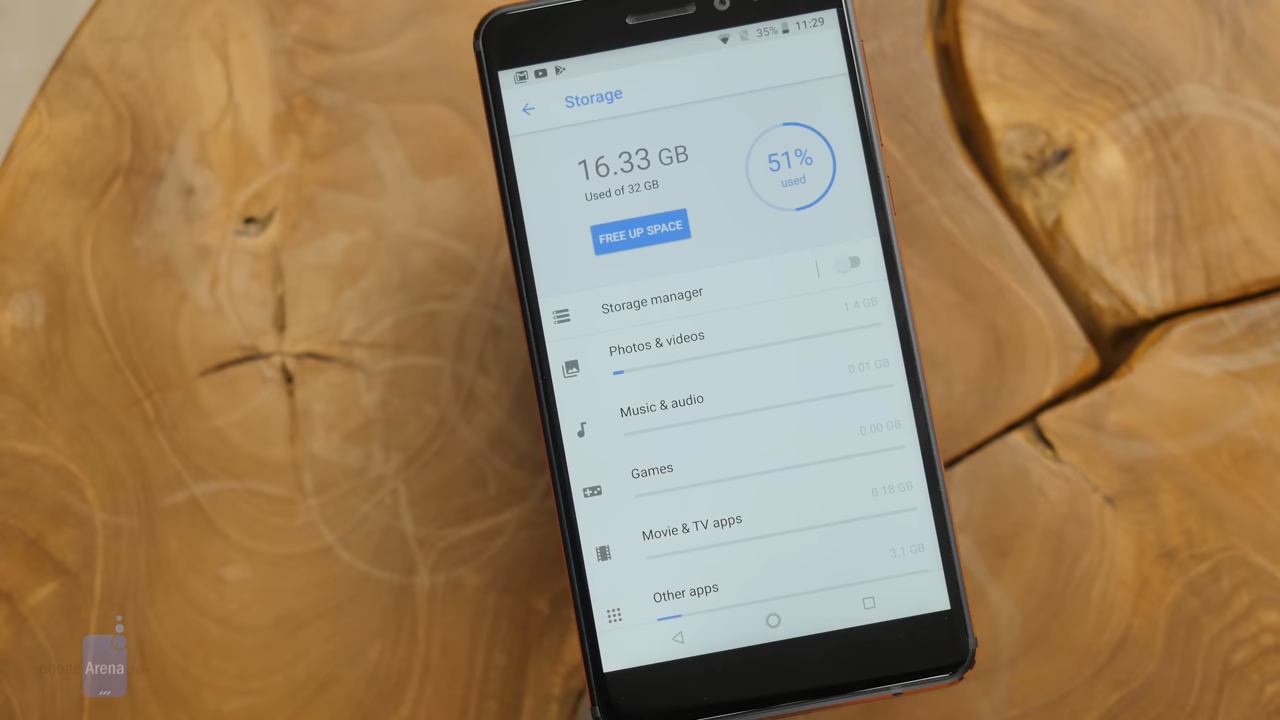 35% 11:29
Storage
16.33 GB
Used of 32 GB
51%
used
FREE UP SPACE
Storage manager
Photos & videos
1.4 GB
Music & audio
0.01 GB
Games
0.00 GB
Movie & TV apps
0.18 GB
Other apps
3.1 GB
phoneArena